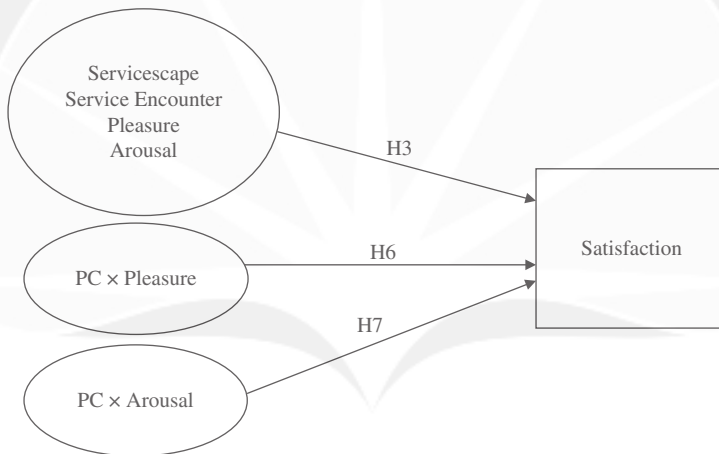 Servicescape
Service Encounter
Pleasure
Arousal
H3
Satisfaction
H6
PC × Pleasure
H7
PC × Arousal